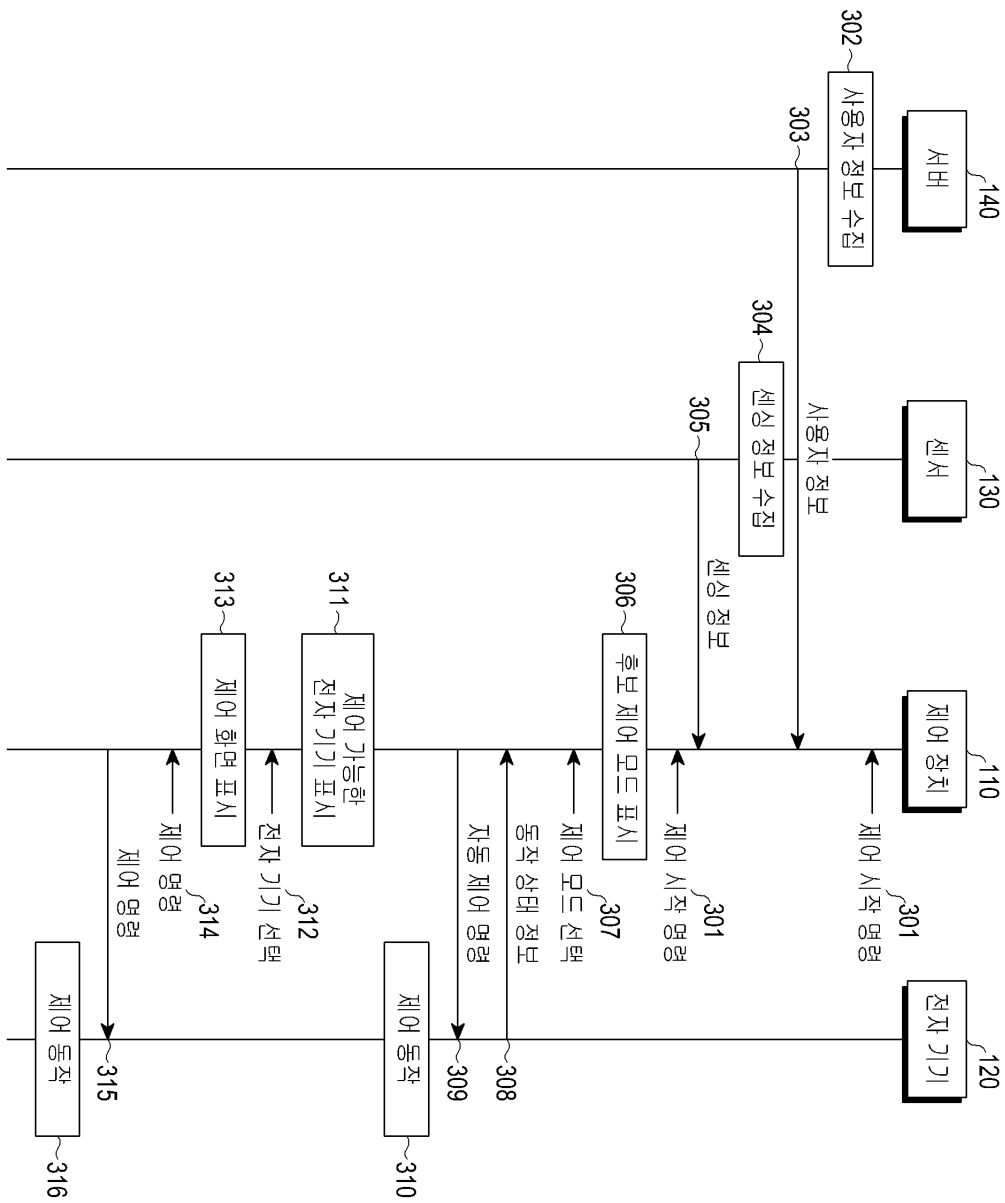 서버
140
센서
130
제어 장치
110
전자 기기
120
제어 시작 명령
301
302
사용자 정보 수집
303
사용자 정보
304
센싱 정보 수집
305
센싱 정보
제어 시작 명령
301
306
후보 제어 모드 표시
제어 모드 선택
307
동작 상태 정보
308
자동 제어 명령
309
제어 동작
310
311
제어 가능한
전자 기기 표시
전자 기기 선택
312
313
제어 화면 표시
제어 명령
314
제어 명령
315
제어 동작
316